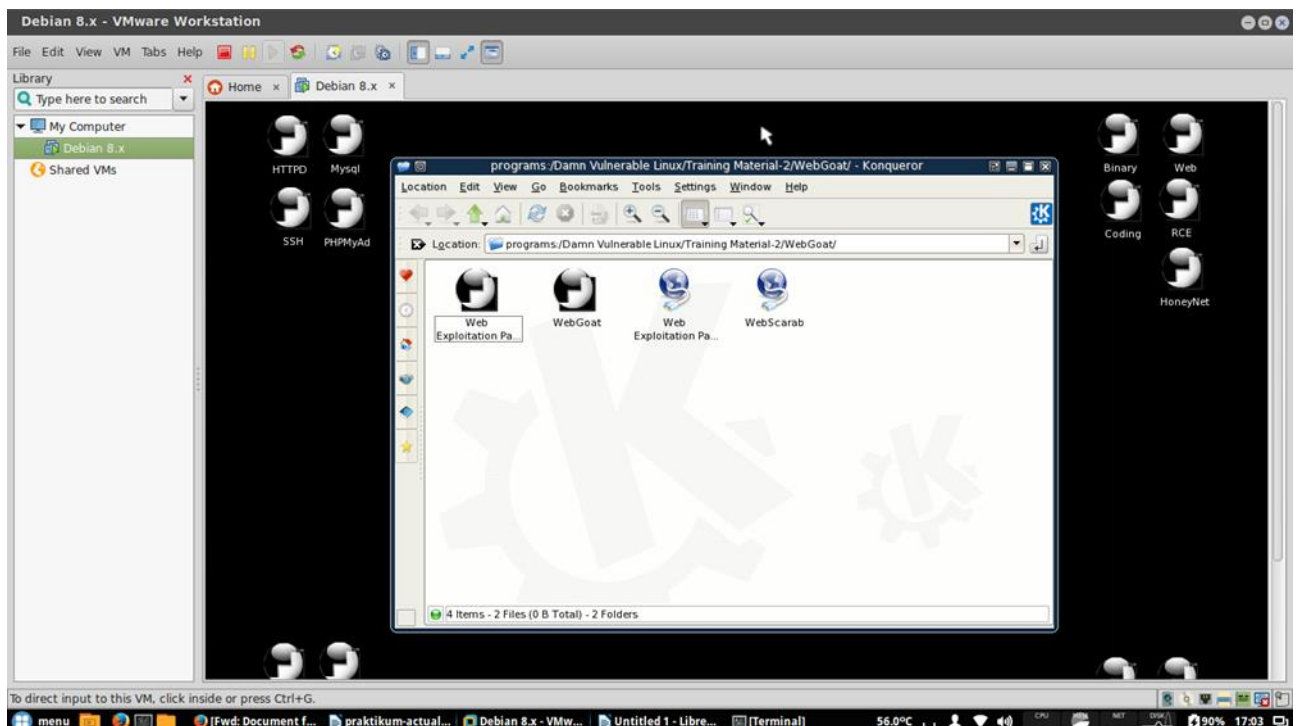 Debian 8.x - VMware Workstation
File Edit View VM Tabs Help
Library
Type here to search
My Computer
Debian 8.x
Shared VMs
Home
Debian 8.x
HTTPD
Mysql
SSH
PHPMyAd
Binary
Web
Coding
RCE
HoneyNet
programs:/Damn Vulnerable Linux/Training Material-2/WebGoat/ - Konqueror
Location Edit View Go Bookmarks Tools Settings Window Help
Location: programs:/Damn Vulnerable Linux/Training Material-2/WebGoat/
Web
Exploitation Pa...
WebGoat
Web
Exploitation Pa...
WebScarab
4 Items - 2 Files (0 B Total) - 2 Folders
To direct input to this VM, click inside or press Ctrl+G.
menu
[Fwd: Document f...
praktikum-actual...
Debian 8.x - VMw...
Untitled 1 - Libre...
[Terminal]
56.0ºC
CPU
NET
DISK
90%
17:03